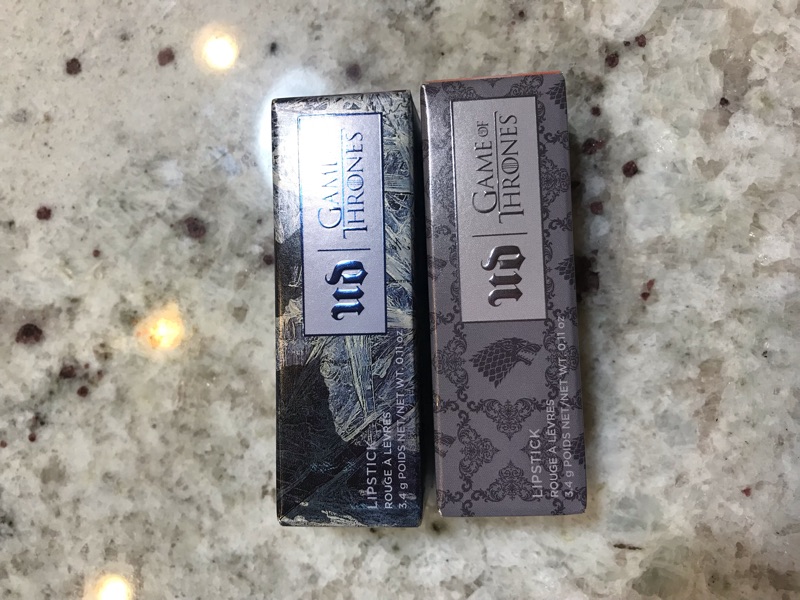 UD | GAME OF
THRONES
LIPSTICK
ROUGE À LÈVRES
3.4 g POIDS NET/NET WT. 0.11 oz
UD | GAME OF
THRONES
LIPSTICK
ROUGE À LÈVRES
3.4 g POIDS NET/NET WT. 0.11 oz